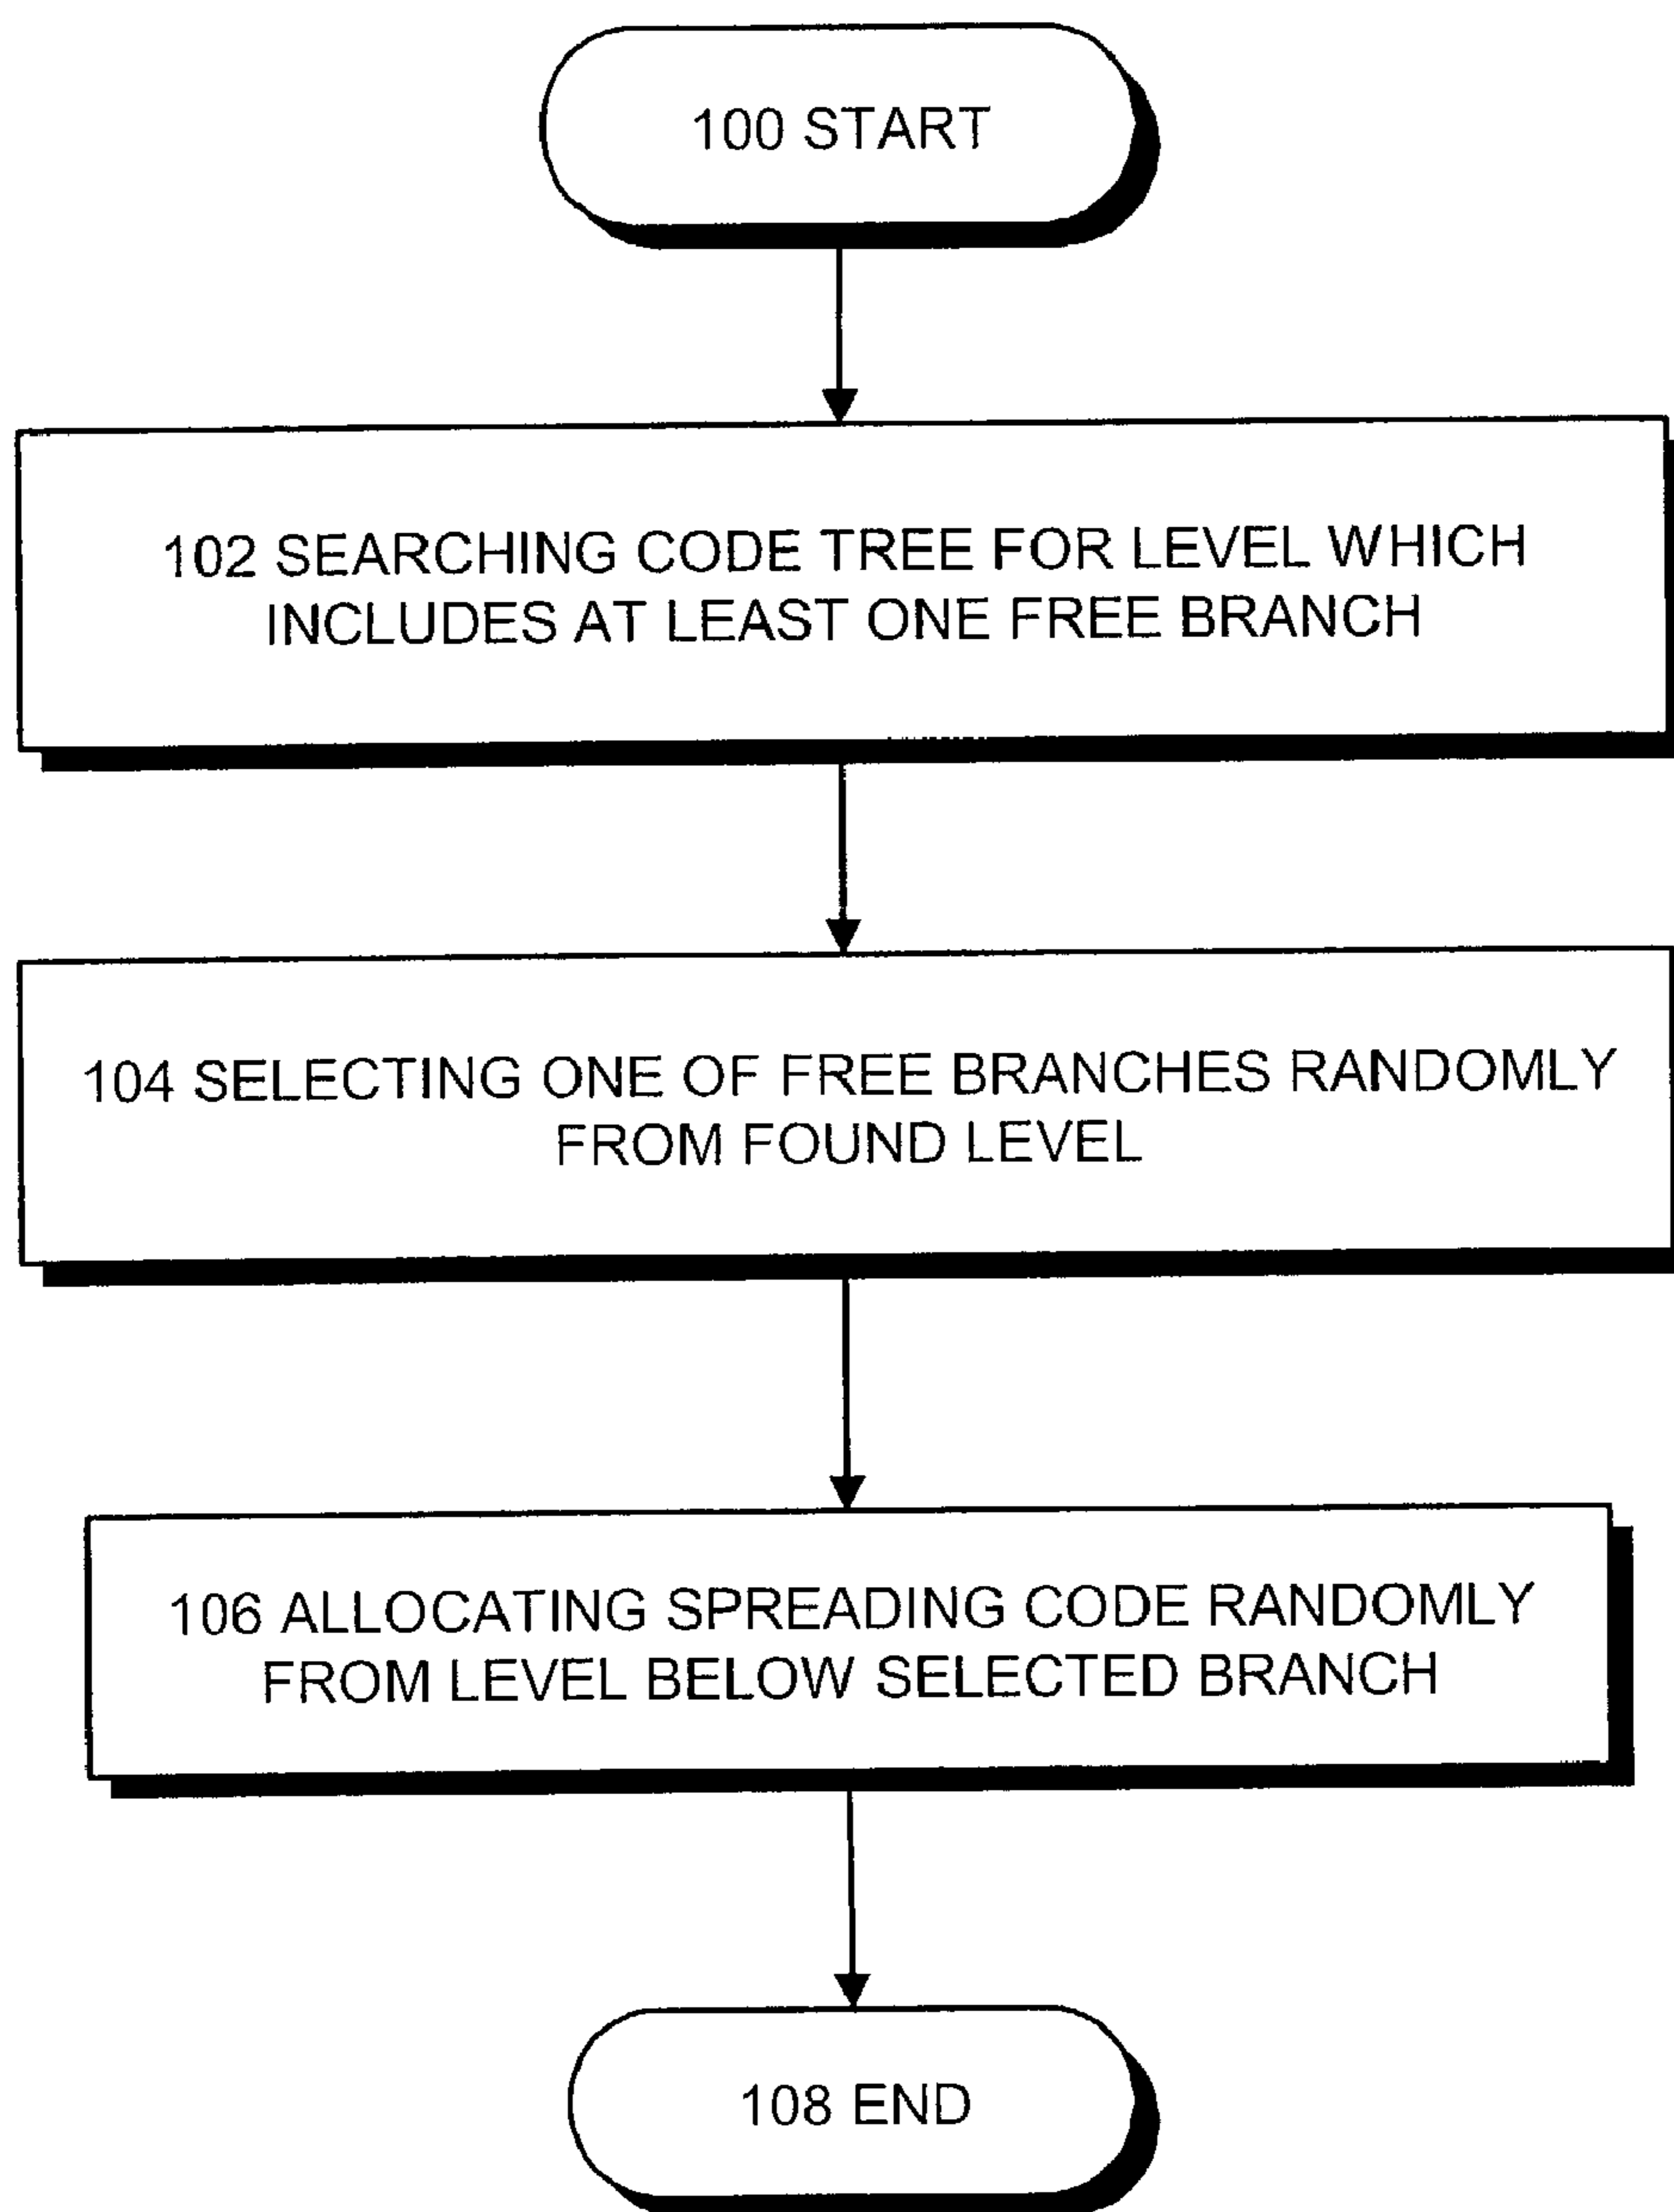 100 START
102 SEARCHING CODE TREE FOR LEVEL WHICH
INCLUDES AT LEAST ONE FREE BRANCH
104 SELECTING ONE OF FREE BRANCHES RANDOMLY
FROM FOUND LEVEL
106 ALLOCATING SPREADING CODE RANDOMLY
FROM LEVEL BELOW SELECTED BRANCH
108 END